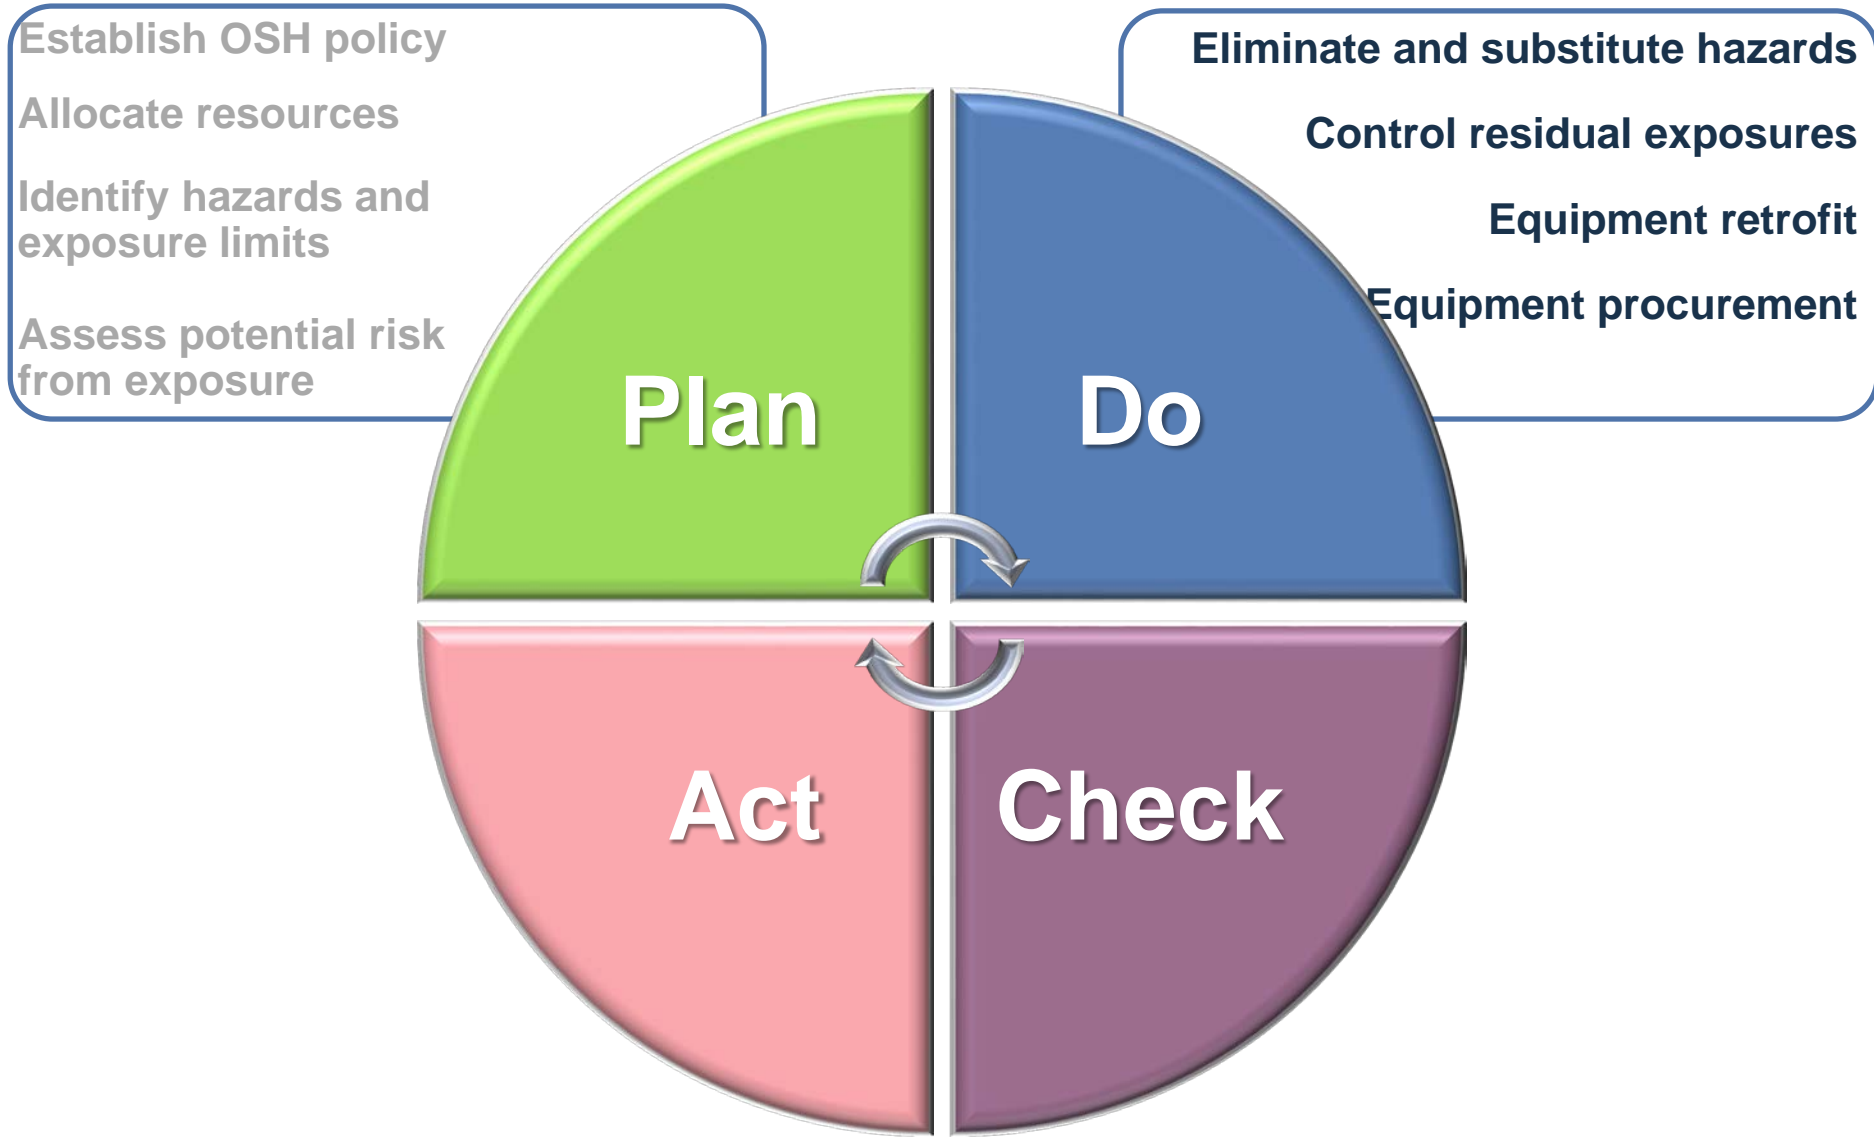 Establish OSH policy
Allocate resources
Identify hazards and
exposure limits
Assess potential risk
from exposure
Eliminate and substitute hazards
Control residual exposures
Equipment retrofit
Equipment procurement
Plan
Do
Act
Check